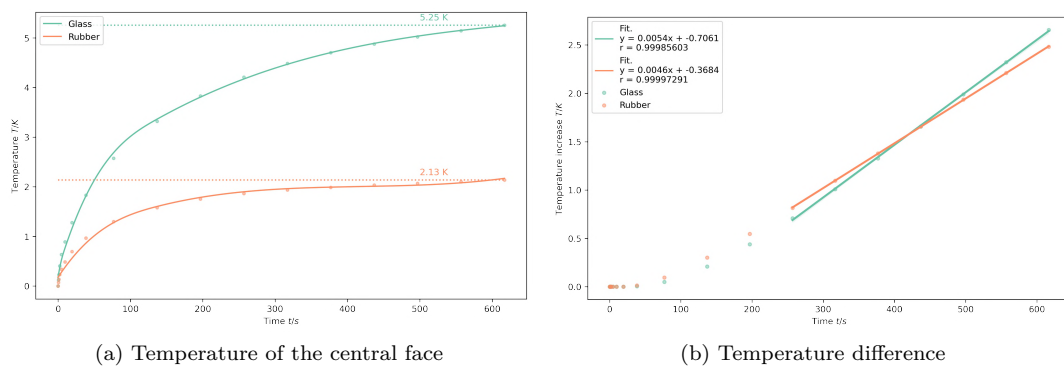 5.25 K
Glass
Rubber
2.13 K
5
4
3
2
1
0
Temperature T/K
0
100
200
300
400
500
600
Time t/s
(a) Temperature of the central face
Fit.
y = 0.0054x + -0.7061
r = 0.99985603
Fit.
y = 0.0046x + -0.3684
r = 0.99997291
Glass
Rubber
2.5
2.0
1.5
1.0
0.5
0.0
Temperature increase T/K
0
100
200
300
400
500
600
Time t/s
(b) Temperature difference